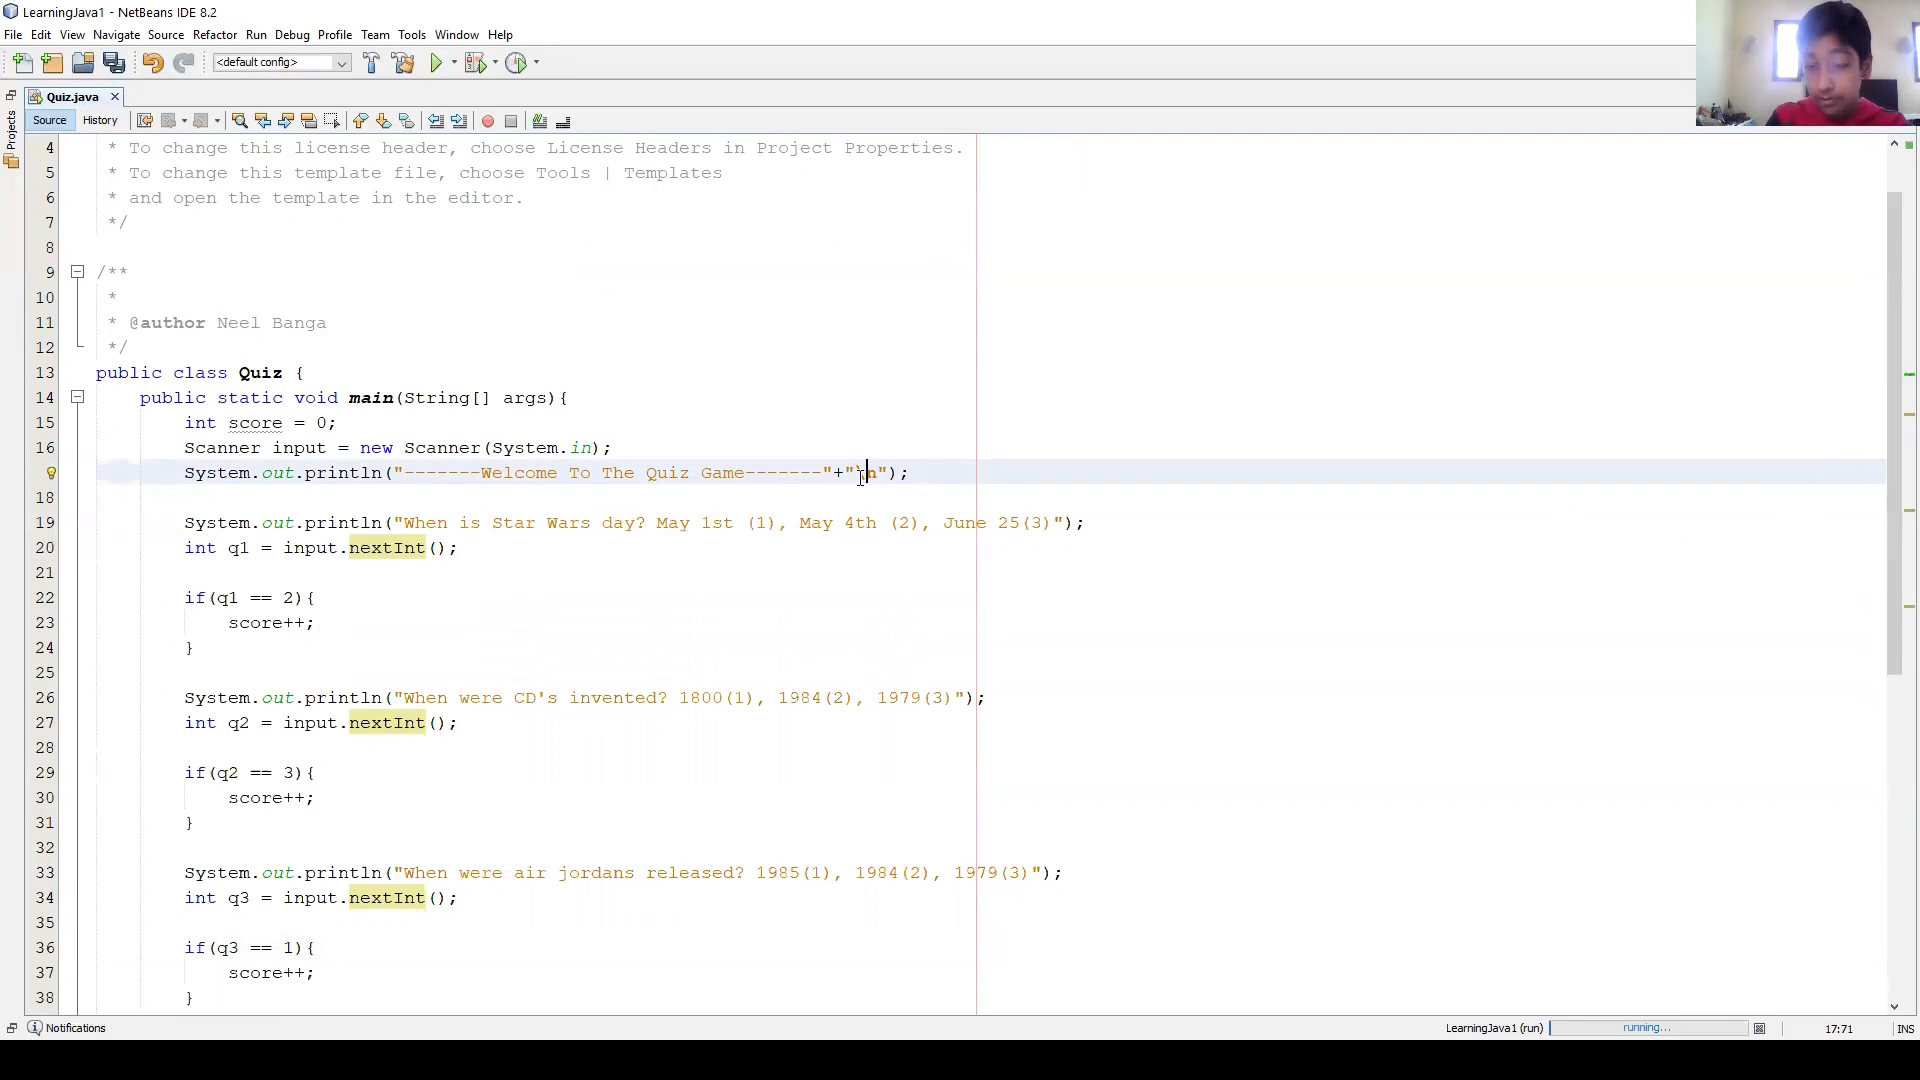 LearningJava1 - NetBeans IDE 8.2
File Edit View Navigate Source Refactor Run Debug Profile Team Tools Window Help
<default config>
Quiz.java
Source History
Projects
4 * To change this license header, choose License Headers in Project Properties.
5 * To change this template file, choose Tools | Templates
6 * and open the template in the editor.
7 */
8
9 /**
10 *
11 * @author Neel Banga
12 */
13 public class Quiz {
14 public static void main(String[] args){
15 int score = 0;
16 Scanner input = new Scanner(System.in);
System.out.println("-------Welcome To The Quiz Game-------"+"\n");
18
19 System.out.println("When is Star Wars day? May 1st (1), May 4th (2), June 25(3)");
20 int q1 = input.nextInt();
21
22 if(q1 == 2){
23 score++;
24 }
25
26 System.out.println("When were CD's invented? 1800(1), 1984(2), 1979(3)");
27 int q2 = input.nextInt();
28
29 if(q2 == 3){
30 score++;
31 }
32
33 System.out.println("When were air jordans released? 1985(1), 1984(2), 1979(3)");
34 int q3 = input.nextInt();
35
36 if(q3 == 1){
37 score++;
38 }
Notifications LearningJava1 (run) running... 17:71 INS